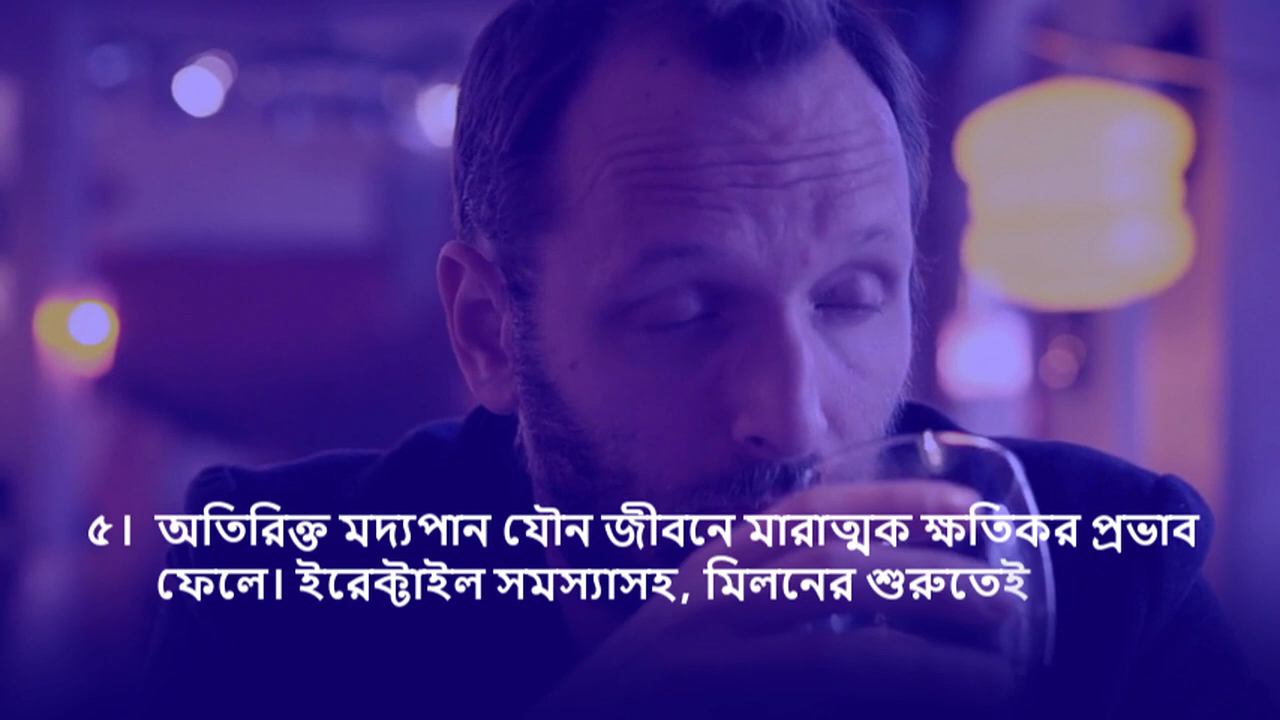 ৫। অতিরিক্ত মদ্যপান যৌন জীবনে মারাত্মক ক্ষতিকর প্রভাব
ফেলে। ইরেক্টাইল সমস্যাসহ, মিলনের শুরুতেই